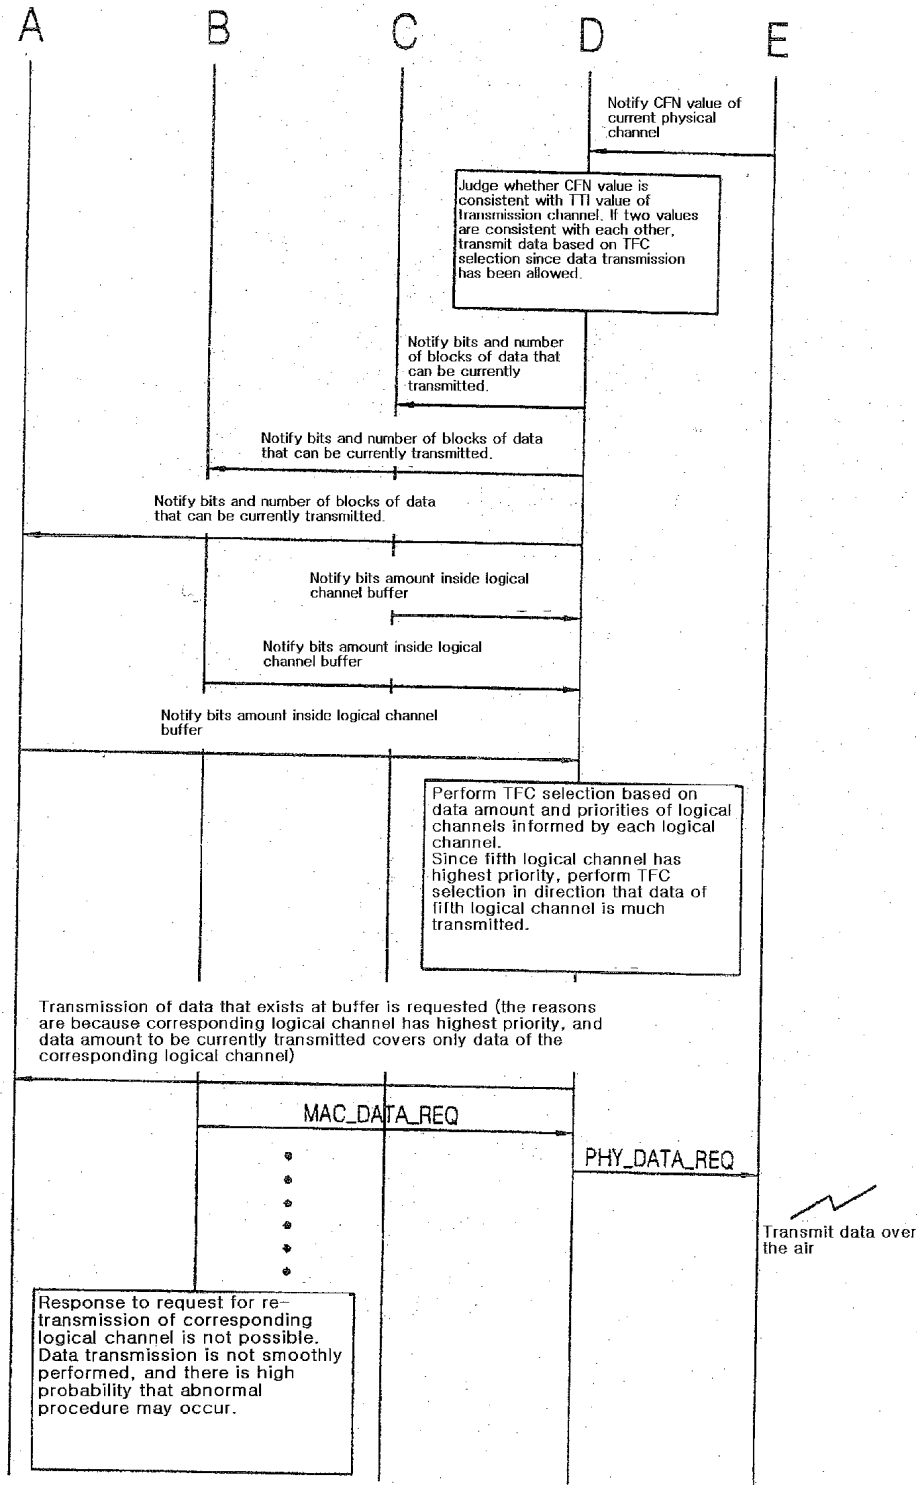 A B C D E
Notify CFN value of
current physical
channel
Judge whether CFN value is
consistent with TTI value of
transmission channel. If two values
are consistent with each other,
transmit data based on TFC
selection since data transmission
has been allowed.
Notify bits and number
of blocks of data that
can be currently
transmitted.
Notify bits and number of blocks of data
that can be currently transmitted.
Notify bits and number of blocks of data
that can be currently transmitted.
Notify bits amount inside logical
channel buffer
Notify bits amount inside logical
channel buffer
Notify bits amount inside logical channel
buffer
Perform TFC selection based on
data amount and priorities of logical
channels informed by each logical
channel.
Since fifth logical channel has
highest priority, perform TFC
selection in direction that data of
fifth logical channel is much
transmitted.
Transmission of data that exists at buffer is requested (the reasons
are because corresponding logical channel has highest priority, and
data amount to be currently transmitted covers only data of the
corresponding logical channel)
MAC_DATA_REQ
PHY_DATA_REQ
Transmit data over
the air
Response to request for re-
transmission of corresponding
logical channel is not possible.
Data transmission is not smoothly
performed, and there is high
probability that abnormal
procedure may occur.